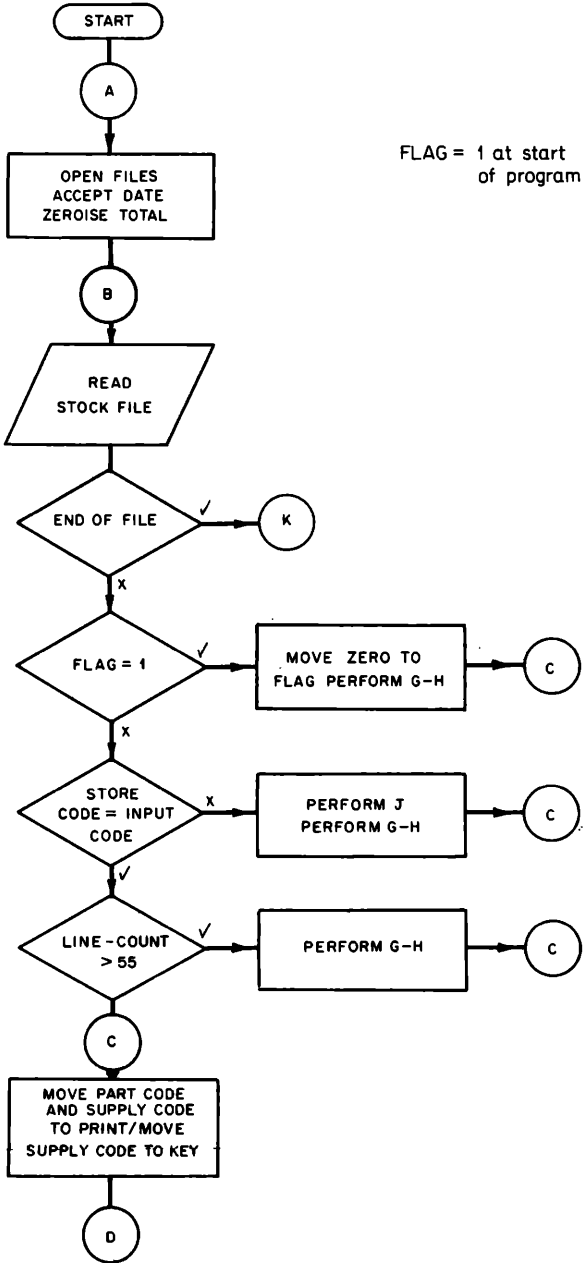 START
A
FLAG = 1 at start
of program
OPEN FILES
ACCEPT DATE
ZEROISE TOTAL
B
READ
STOCK FILE
END OF FILE
✓
K
x
FLAG = 1
✓
MOVE ZERO TO
FLAG PERFORM G-H
C
x
STORE
CODE = INPUT
CODE
x
PERFORM J
PERFORM G-H
C
✓
LINE-COUNT
> 55
✓
PERFORM G-H
C
C
MOVE PART CODE
AND SUPPLY CODE
TO PRINT/MOVE
SUPPLY CODE TO KEY
D